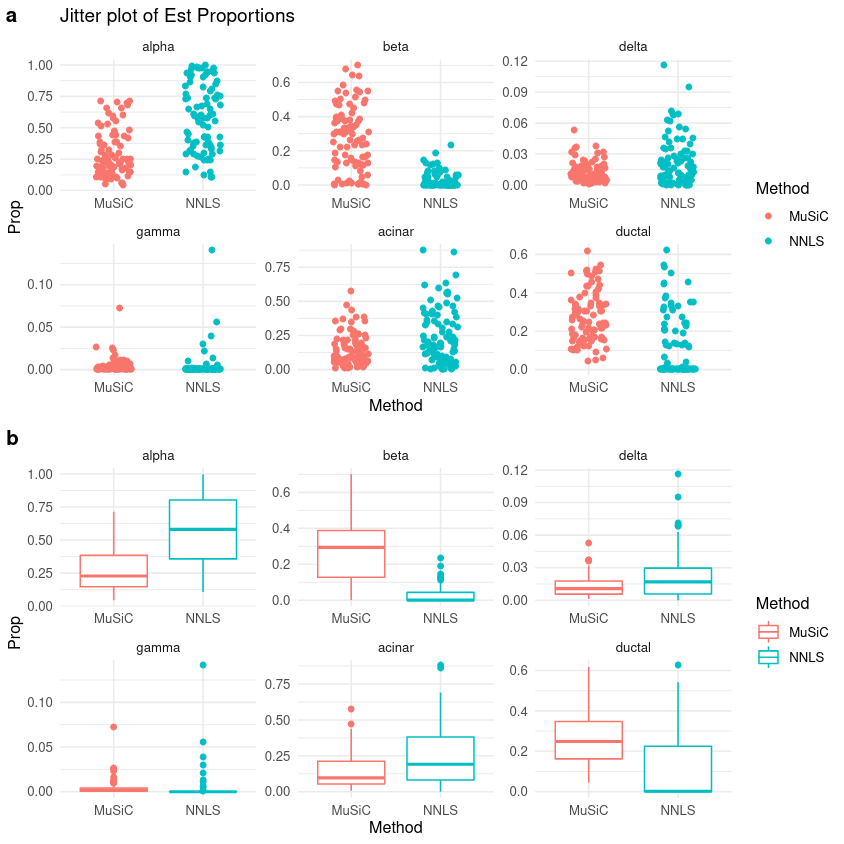 a Jitter plot of Est Proportions
alpha beta delta
1.00 0.75 0.50 0.25 0.00
0.6 0.4 0.2 0.0
0.12 0.09 0.06 0.03 0.00
MuSiC NNLS MuSiC NNLS MuSiC NNLS
gamma acinar ductal
0.10 0.05 0.00
0.75 0.50 0.25 0.00
0.6 0.4 0.2 0.0
MuSiC NNLS MuSiC NNLS MuSiC NNLS
Prop
Method
Method
MuSiC
NNLS
b
alpha beta delta
1.00 0.75 0.50 0.25 0.00
0.6 0.4 0.2 0.0
0.12 0.09 0.06 0.03 0.00
MuSiC NNLS MuSiC NNLS MuSiC NNLS
gamma acinar ductal
0.10 0.05 0.00
0.75 0.50 0.25 0.00
0.6 0.4 0.2 0.0
MuSiC NNLS MuSiC NNLS MuSiC NNLS
Prop
Method
Method
MuSiC
NNLS